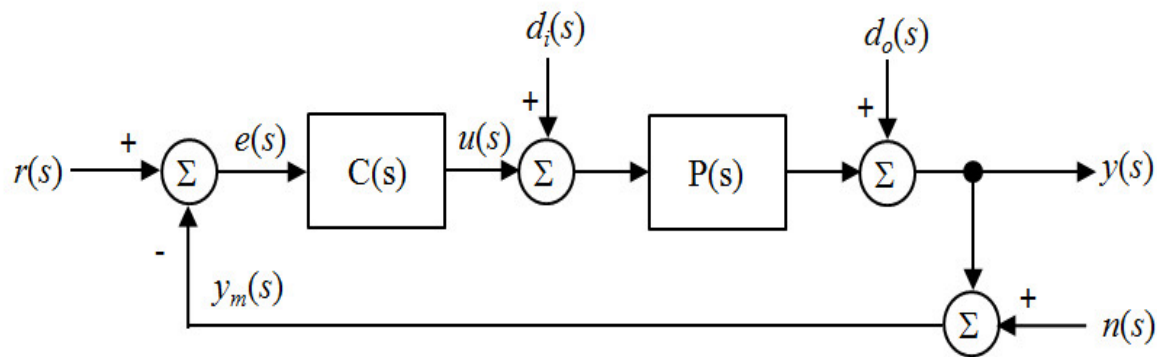 d_i(s)
d_o(s)
+
+
+
e(s)
u(s)
r(s)
Σ
C(s)
Σ
P(s)
Σ
y(s)
-
y_m(s)
+
Σ
n(s)